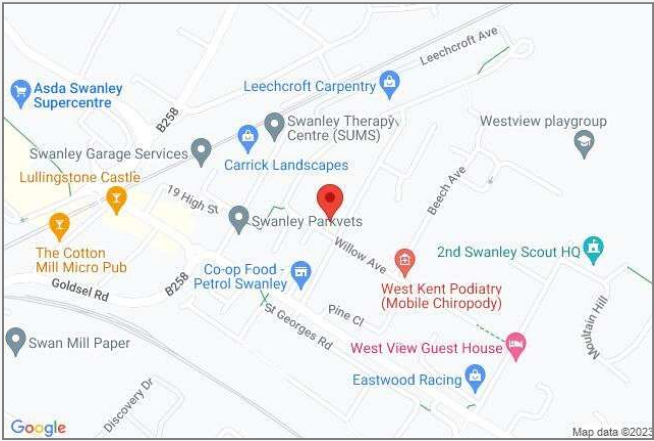 Leechcroft Ave
Asda Swanley
Supercentre
Leechcroft Carpentry
B258
Swanley Therapy
Centre (SUMS)
Westview playgroup
Swanley Garage Services
Carrick Landscapes
Lullingstone Castle
19 High St
Beech Ave
Swanley Parkvets
The Cotton
Mill Micro Pub
Willow Ave
2nd Swanley Scout HQ
Goldsel Rd
B258
Co-op Food -
Petrol Swanley
West Kent Podiatry
(Mobile Chiropody)
Pine Cl
St Georges Rd
Moultain Hill
Swan Mill Paper
West View Guest House
Eastwood Racing
Discovery Dr
Google
Map data ©2023